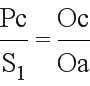 Pc/S₁ = Oc/Oa